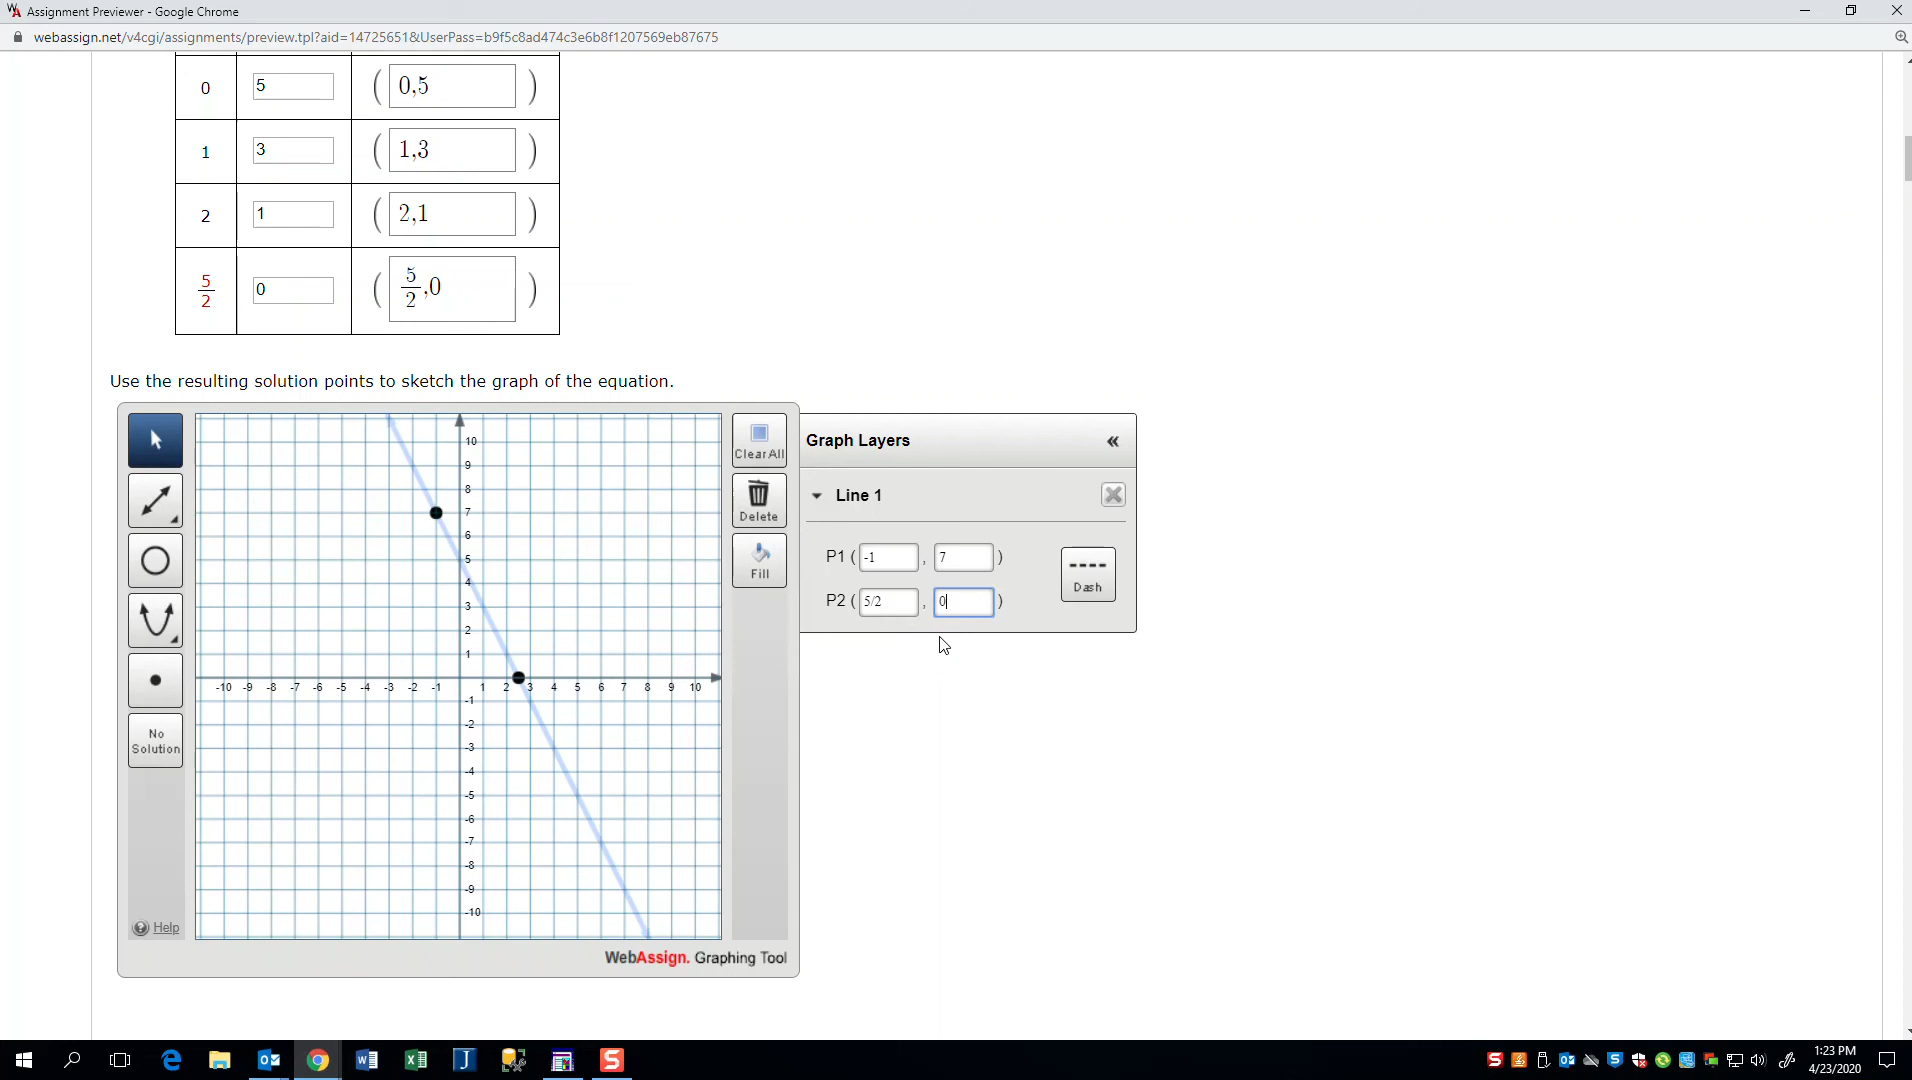 Assignment Previewer - Google Chrome
webassign.net/v4cgi/assignments/preview.tpl?aid=14725651&UserPass=b9f5c8ad474c3e6b8f1207569eb87675
0 5 ( 0,5 )
1 3 ( 1,3 )
2 1 ( 2,1 )
5/2 0 ( 5/2,0 )
Use the resulting solution points to sketch the graph of the equation.
No
Solution
Help
10
9
8
7
6
5
4
3
2
1
-10 -9 -8 -7 -6 -5 -4 -3 -2 -1 1 2 3 4 5 6 7 8 9 10
-1
-2
-3
-4
-5
-6
-7
-8
-9
-10
Clear All
Delete
Fill
WebAssign. Graphing Tool
Graph Layers «
Line 1
P1 ( -1 , 7 )
P2 ( 5/2 , 0 )
Dash
1:23 PM
4/23/2020